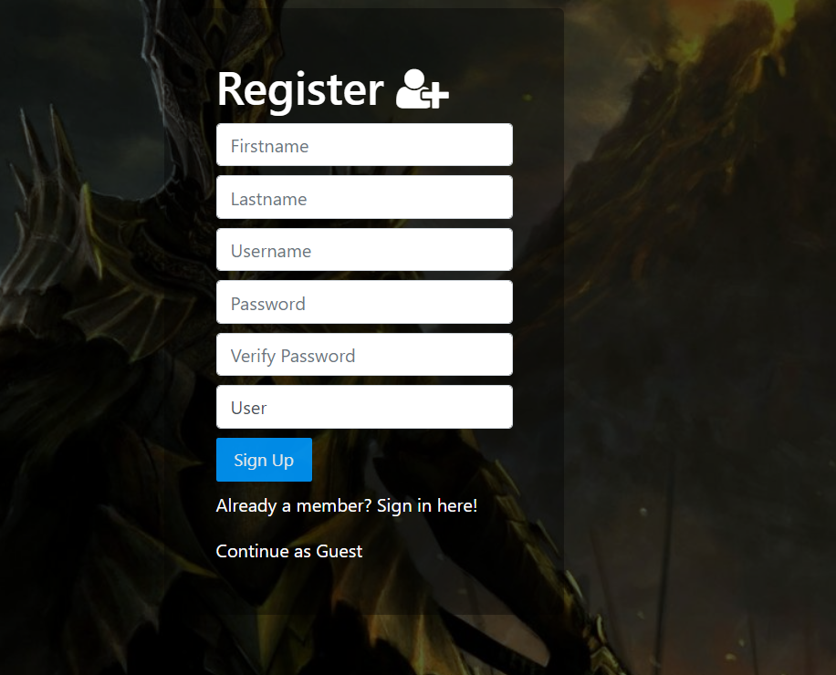 Register
Firstname
Lastname
Username
Password
Verify Password
User
Sign Up
Already a member? Sign in here!
Continue as Guest